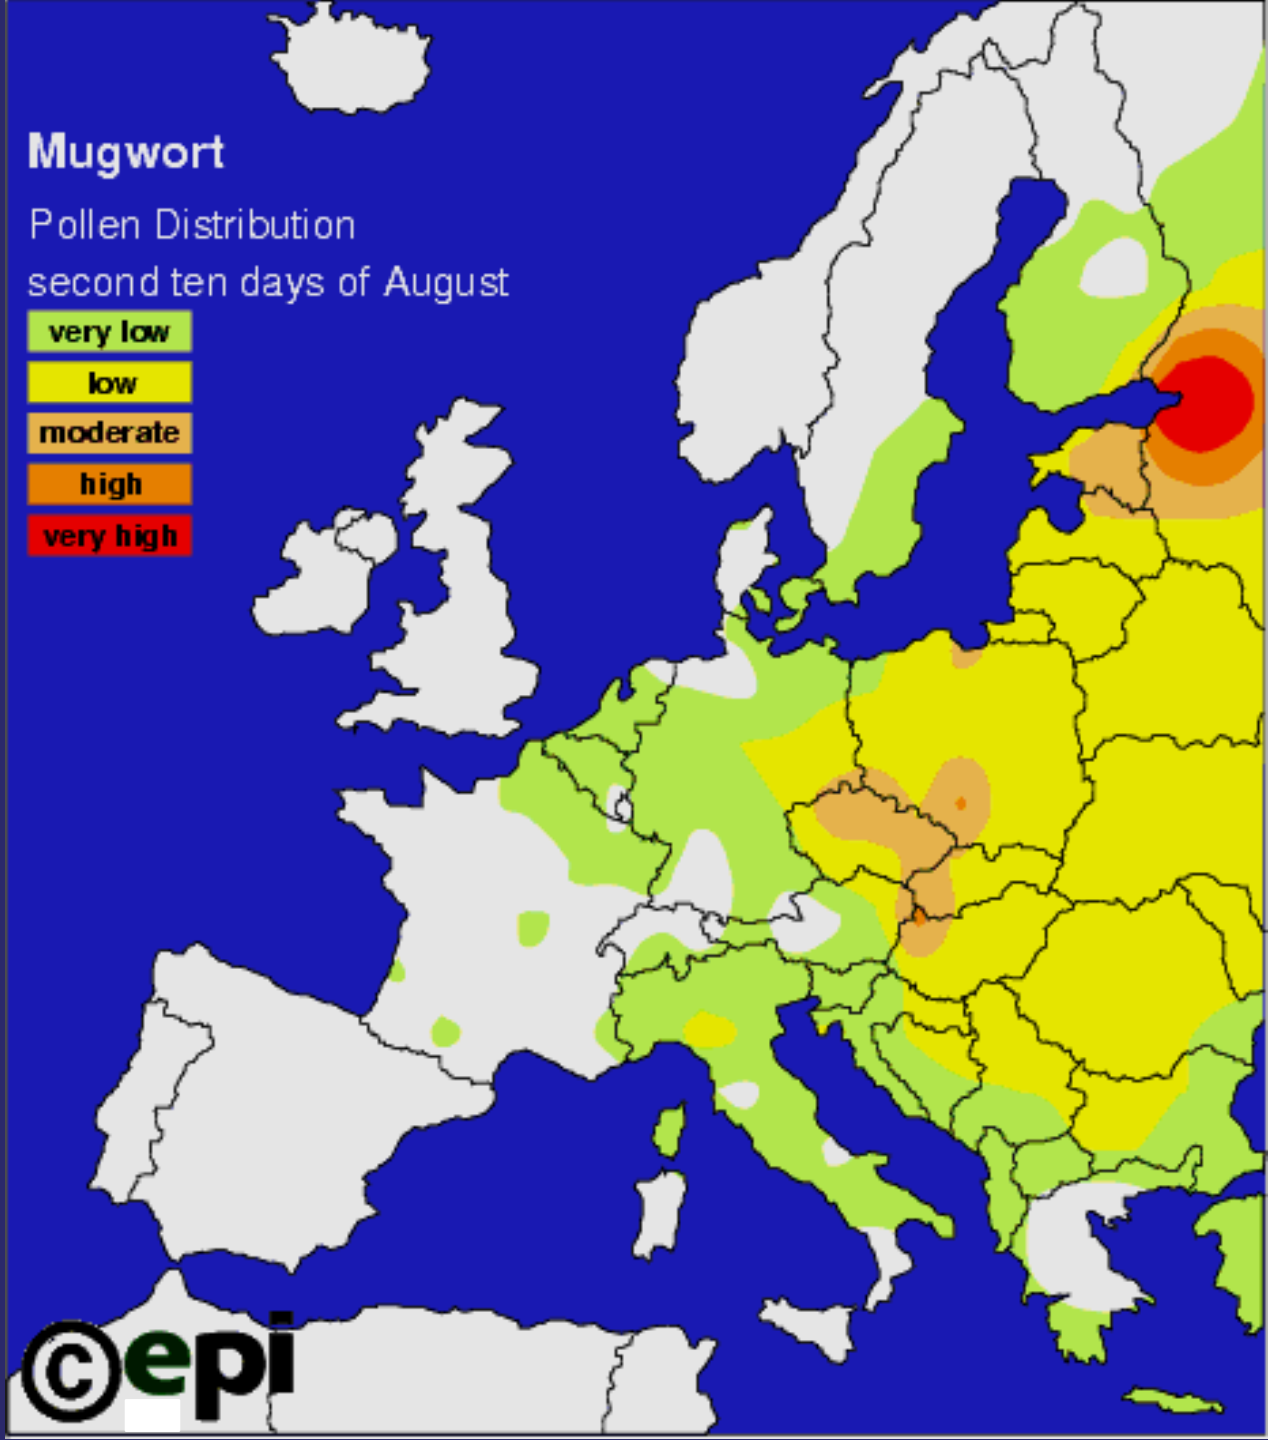 Mugwort
Pollen Distribution
second ten days of August
very low
low
moderate
high
very high
©epi